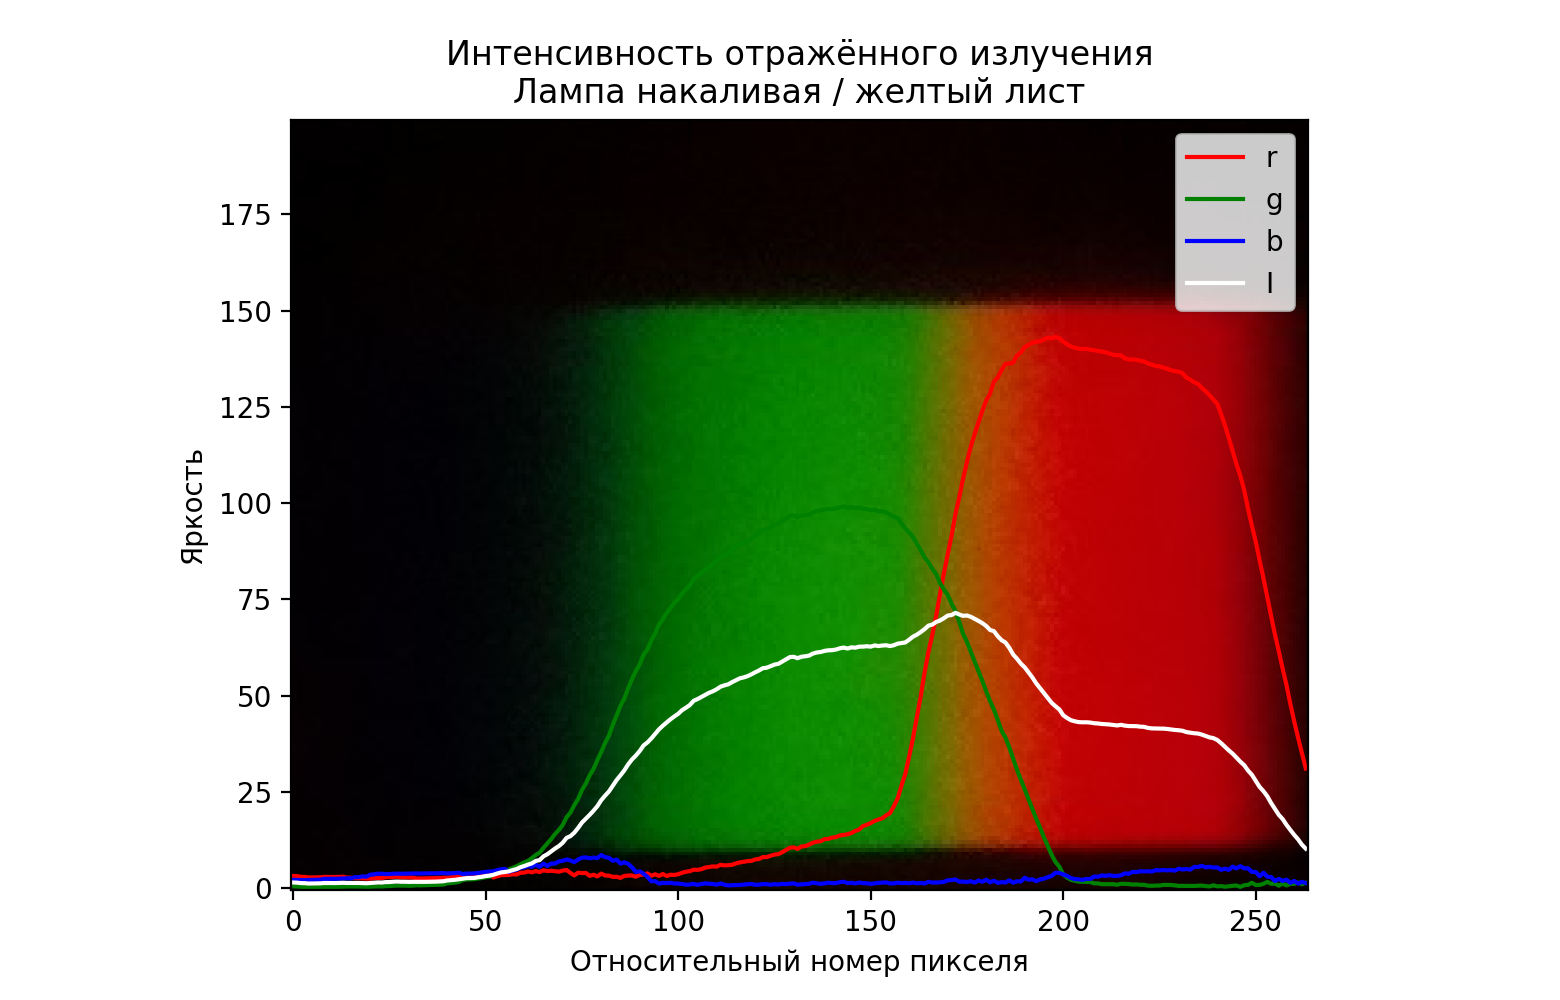 Интенсивность отражённого излучения
Лампа накаливая / желтый лист
r
g
b
l
175
150
125
100
75
50
25
0
Яркость
0 50 100 150 200 250
Относительный номер пикселя